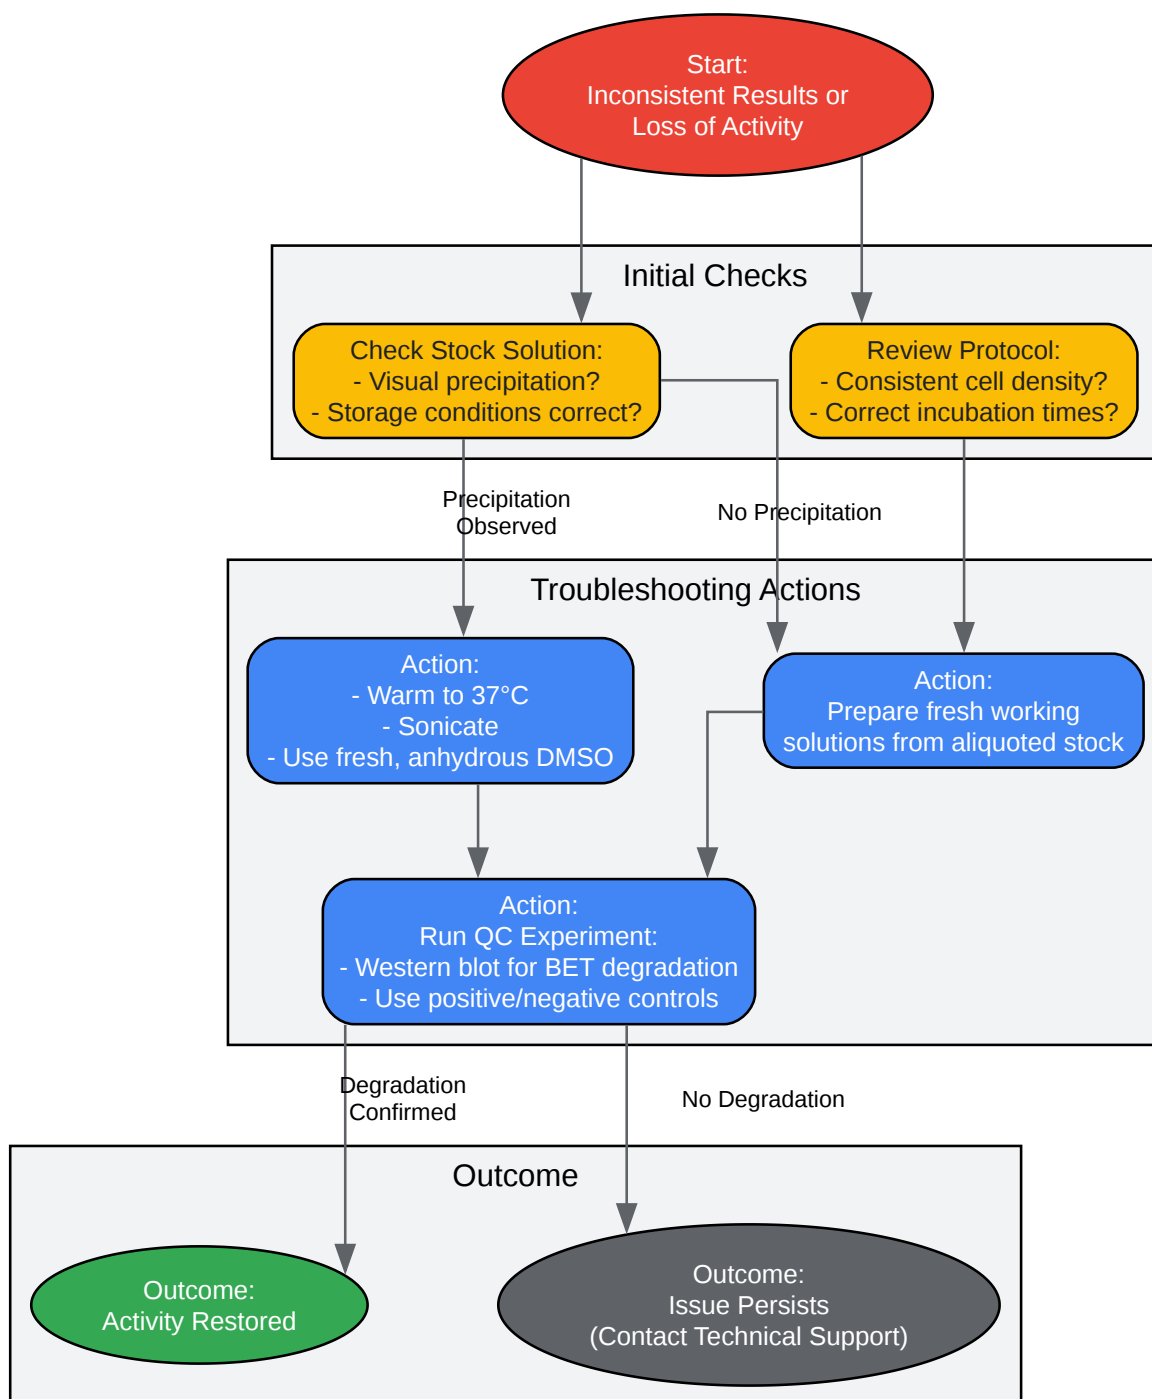 Start:
Inconsistent Results or
Loss of Activity
Initial Checks
Check Stock Solution:
- Visual precipitation?
- Storage conditions correct?
Review Protocol:
- Consistent cell density?
- Correct incubation times?
Precipitation
Observed
No Precipitation
Troubleshooting Actions
Action:
- Warm to 37°C
- Sonicate
- Use fresh, anhydrous DMSO
Action:
Prepare fresh working
solutions from aliquoted stock
Action:
Run QC Experiment:
- Western blot for BET degradation
- Use positive/negative controls
Degradation
Confirmed
No Degradation
Outcome
Outcome:
Activity Restored
Outcome:
Issue Persists
(Contact Technical Support)